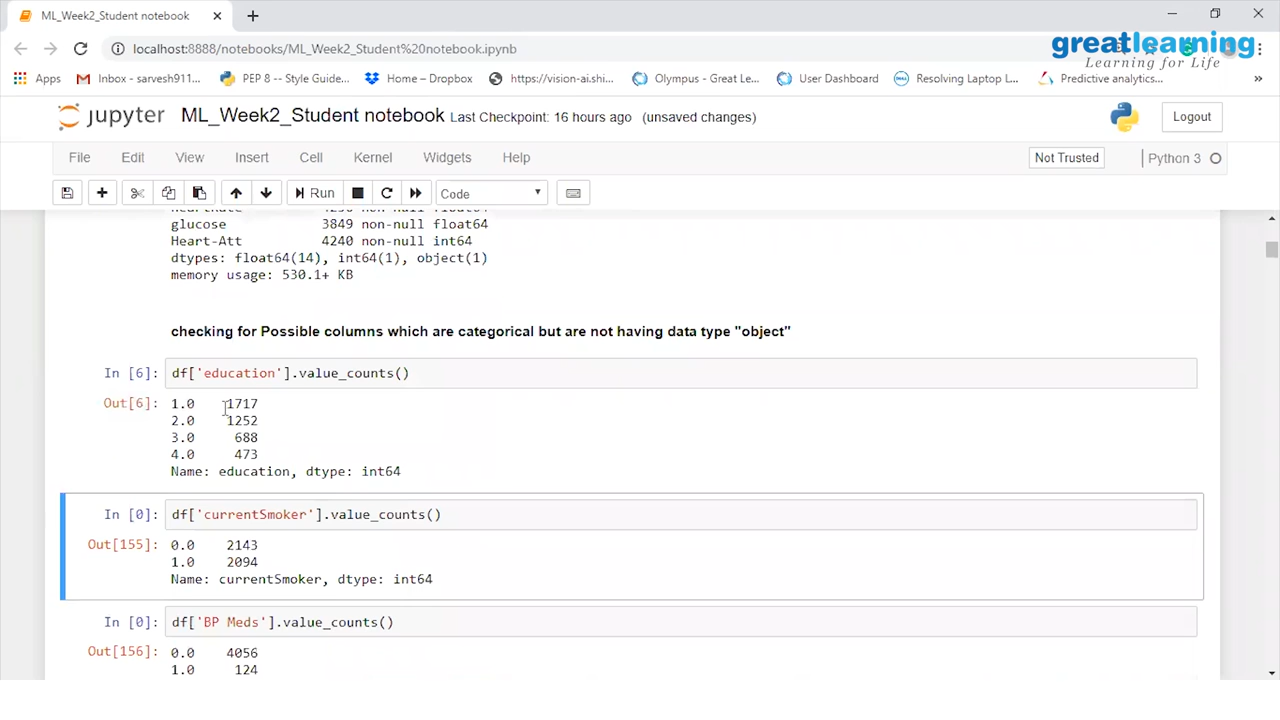 ML_Week2_Student notebook
localhost:8888/notebooks/ML_Week2_Student%20notebook.ipynb
greatlearning
Learning for Life
Apps
Inbox - sarvesh911...
PEP 8 -- Style Guide...
Home – Dropbox
https://vision-ai.shi...
Olympus - Great Le...
User Dashboard
Resolving Laptop L...
Predictive analytics...
»
jupyter ML_Week2_Student notebook Last Checkpoint: 16 hours ago (unsaved changes)
Logout
File Edit View Insert Cell Kernel Widgets Help
Not Trusted
Python 3
Run
Code
glucose 3849 non-null float64
Heart-Att 4240 non-null int64
dtypes: float64(14), int64(1), object(1)
memory usage: 530.1+ KB
checking for Possible columns which are categorical but are not having data type "object"
In [6]: df['education'].value_counts()
Out[6]: 1.0 1717
2.0 1252
3.0 688
4.0 473
Name: education, dtype: int64
In [0]: df['currentSmoker'].value_counts()
Out[155]: 0.0 2143
1.0 2094
Name: currentSmoker, dtype: int64
In [0]: df['BP Meds'].value_counts()
Out[156]: 0.0 4056
1.0 124